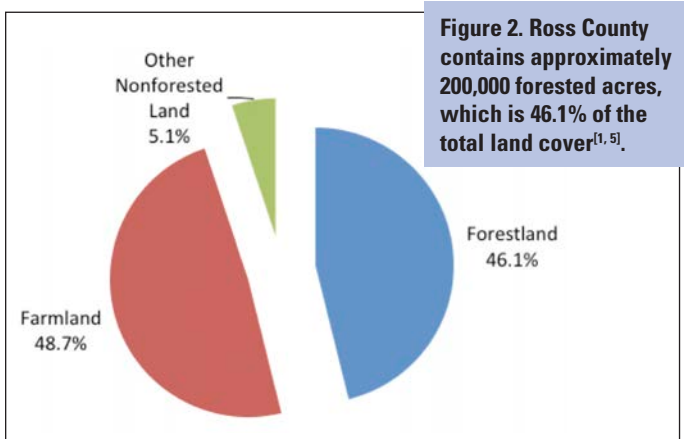 Figure 2. Ross County
contains approximately
200,000 forested acres,
which is 46.1% of the
total land cover[1, 5].
Other
Nonforested
Land
5.1%
Forestland
46.1%
Farmland
48.7%